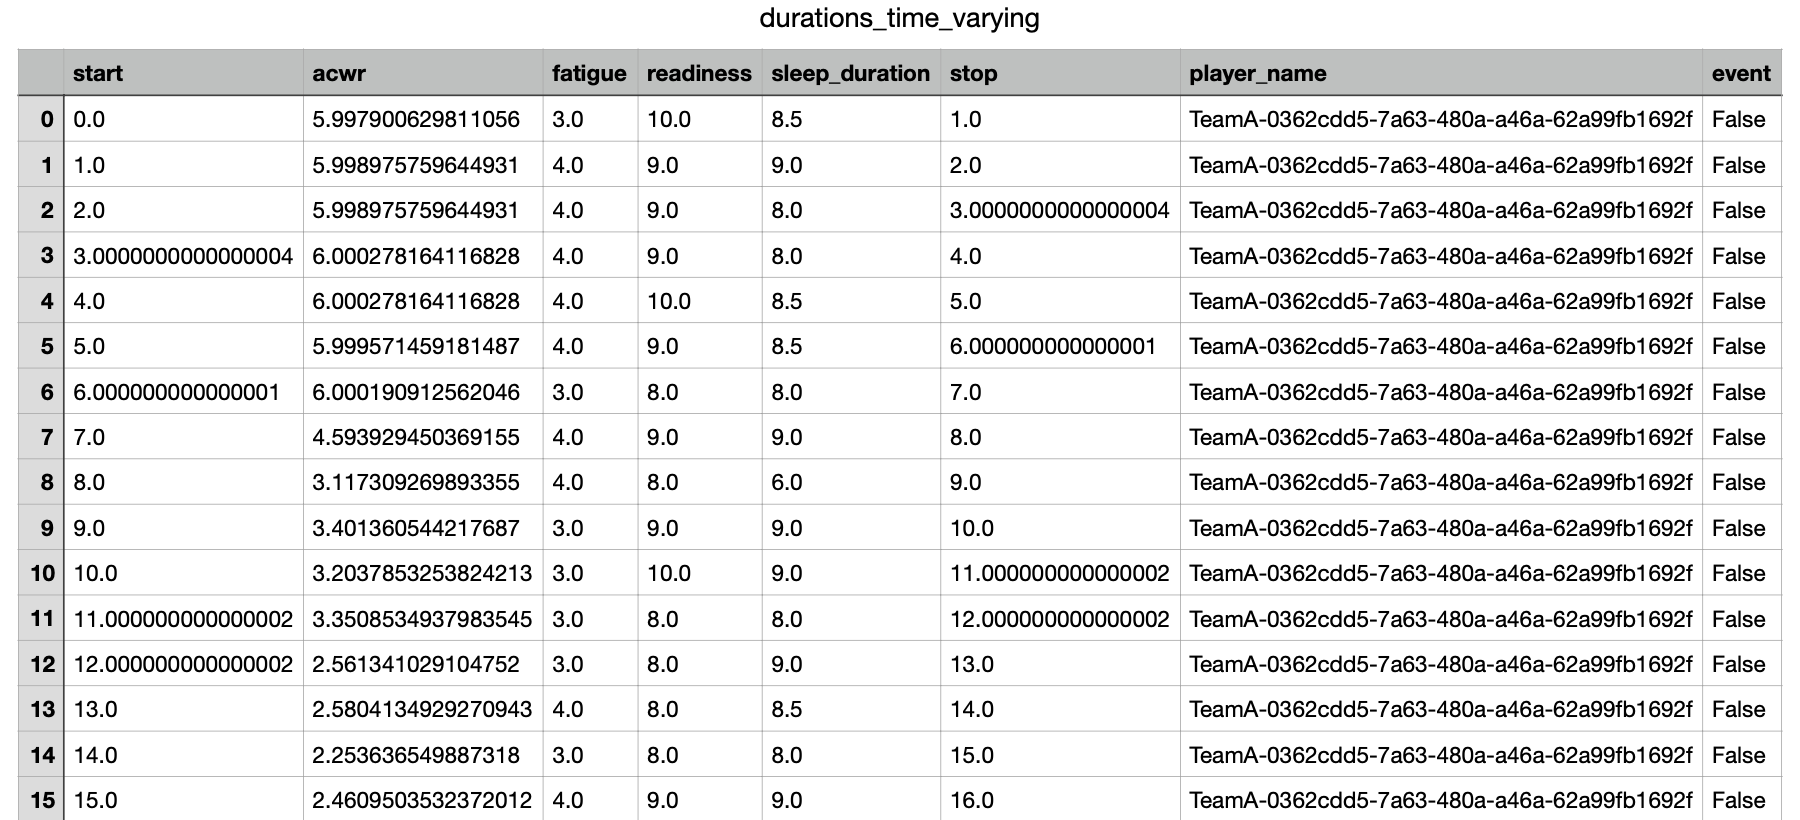 durations_time_varying
start acwr fatigue readiness sleep_duration stop player_name event
0 0.0 5.997900629811056 3.0 10.0 8.5 1.0 TeamA-0362cdd5-7a63-480a-a46a-62a99fb1692f False
1 1.0 5.998975759644931 4.0 9.0 9.0 2.0 TeamA-0362cdd5-7a63-480a-a46a-62a99fb1692f False
2 2.0 5.998975759644931 4.0 9.0 8.0 3.0000000000000004 TeamA-0362cdd5-7a63-480a-a46a-62a99fb1692f False
3 3.0000000000000004 6.000278164116828 4.0 9.0 8.0 4.0 TeamA-0362cdd5-7a63-480a-a46a-62a99fb1692f False
4 4.0 6.000278164116828 4.0 10.0 8.5 5.0 TeamA-0362cdd5-7a63-480a-a46a-62a99fb1692f False
5 5.0 5.999571459181487 4.0 9.0 8.5 6.000000000000001 TeamA-0362cdd5-7a63-480a-a46a-62a99fb1692f False
6 6.000000000000001 6.000190912562046 3.0 8.0 8.0 7.0 TeamA-0362cdd5-7a63-480a-a46a-62a99fb1692f False
7 7.0 4.593929450369155 4.0 9.0 9.0 8.0 TeamA-0362cdd5-7a63-480a-a46a-62a99fb1692f False
8 8.0 3.117309269893355 4.0 8.0 6.0 9.0 TeamA-0362cdd5-7a63-480a-a46a-62a99fb1692f False
9 9.0 3.401360544217687 3.0 9.0 9.0 10.0 TeamA-0362cdd5-7a63-480a-a46a-62a99fb1692f False
10 10.0 3.2037853253824213 3.0 10.0 9.0 11.000000000000002 TeamA-0362cdd5-7a63-480a-a46a-62a99fb1692f False
11 11.000000000000002 3.3508534937983545 3.0 8.0 8.0 12.000000000000002 TeamA-0362cdd5-7a63-480a-a46a-62a99fb1692f False
12 12.000000000000002 2.561341029104752 3.0 8.0 9.0 13.0 TeamA-0362cdd5-7a63-480a-a46a-62a99fb1692f False
13 13.0 2.5804134929270943 4.0 8.0 8.5 14.0 TeamA-0362cdd5-7a63-480a-a46a-62a99fb1692f False
14 14.0 2.253636549887318 3.0 8.0 8.0 15.0 TeamA-0362cdd5-7a63-480a-a46a-62a99fb1692f False
15 15.0 2.4609503532372012 4.0 9.0 9.0 16.0 TeamA-0362cdd5-7a63-480a-a46a-62a99fb1692f False